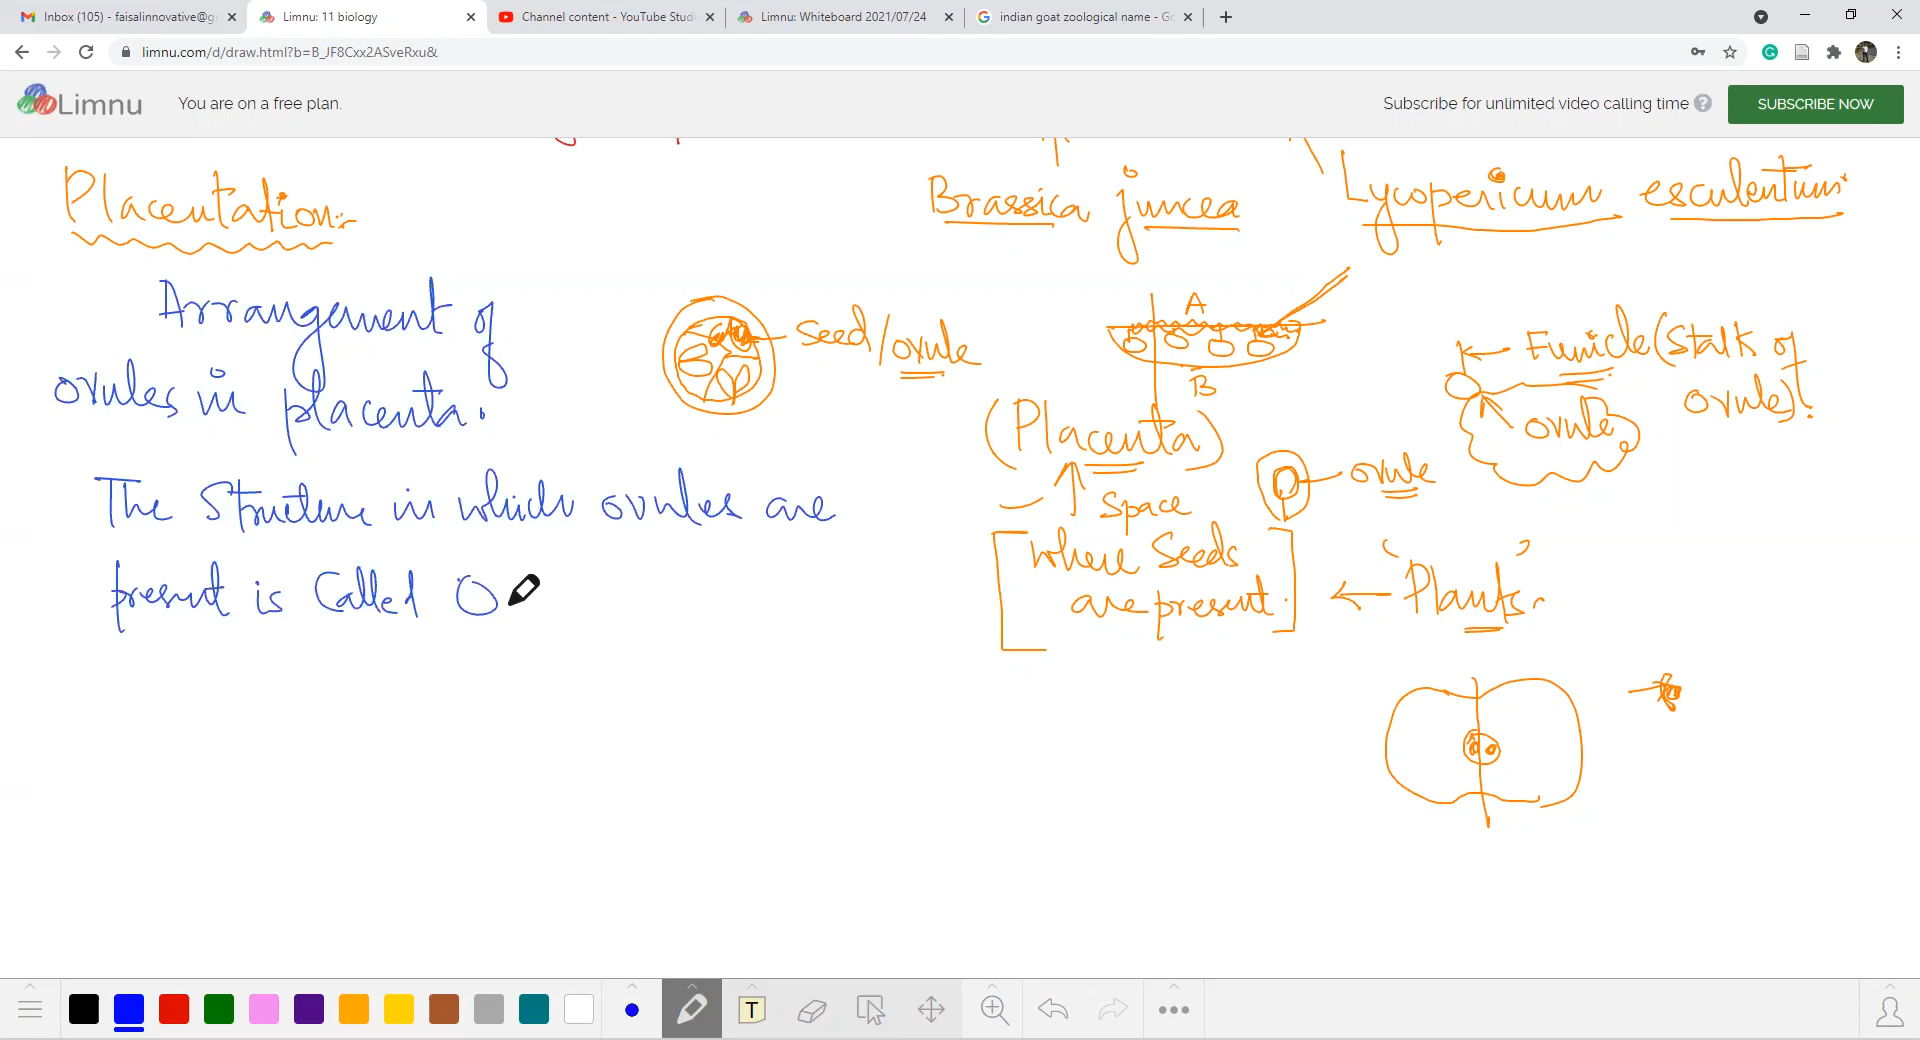 Inbox (105) - faisalinnovative@g
Limnu: 11 biology
Channel content - YouTube Stud
Limnu: Whiteboard 2021/07/24
indian goat zoological name - Go
limnu.com/d/draw.html?b=B_JF8Cxx2ASveRxu&
Limnu
You are on a free plan.
Subscribe for unlimited video calling time
SUBSCRIBE NOW
Placentation:-
Brassica juncea
Lycopericum esculentum
Arrangement of
ovules in placenta.
The Structure in which ovules are
present is Called O
Seed/ovule
A
B
(Placenta)
Space
[where Seeds
are present.]
ovule
Funicle (Stalk of
ovule).
ovule
← "Plants.
T